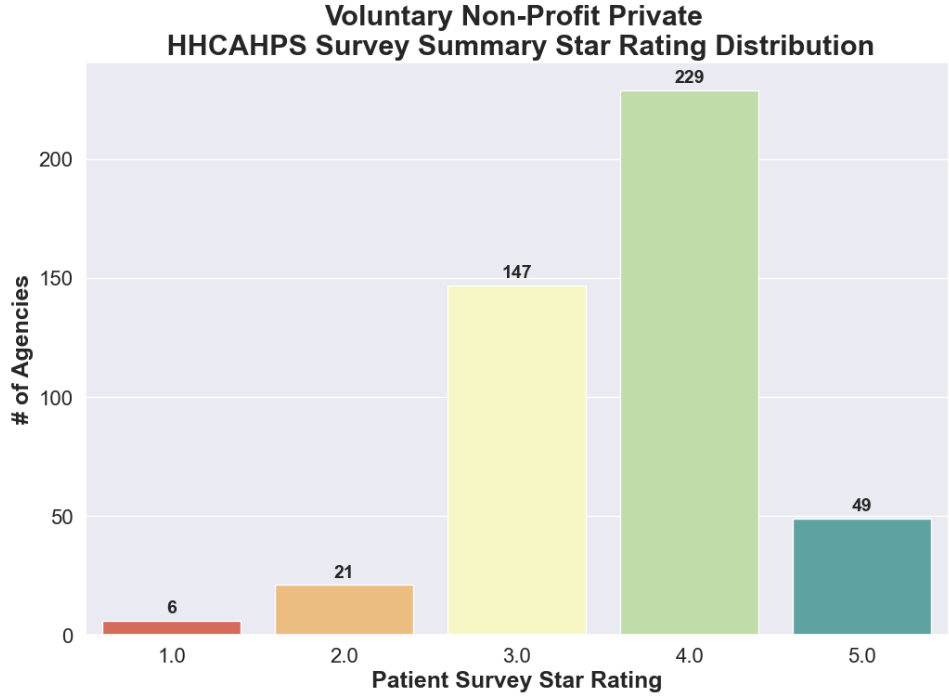 Voluntary Non-Profit Private
HHCAHPS Survey Summary Star Rating Distribution
229
200
150
147
# of Agencies
100
50
49
21
6
0
1.0 2.0 3.0 4.0 5.0
Patient Survey Star Rating